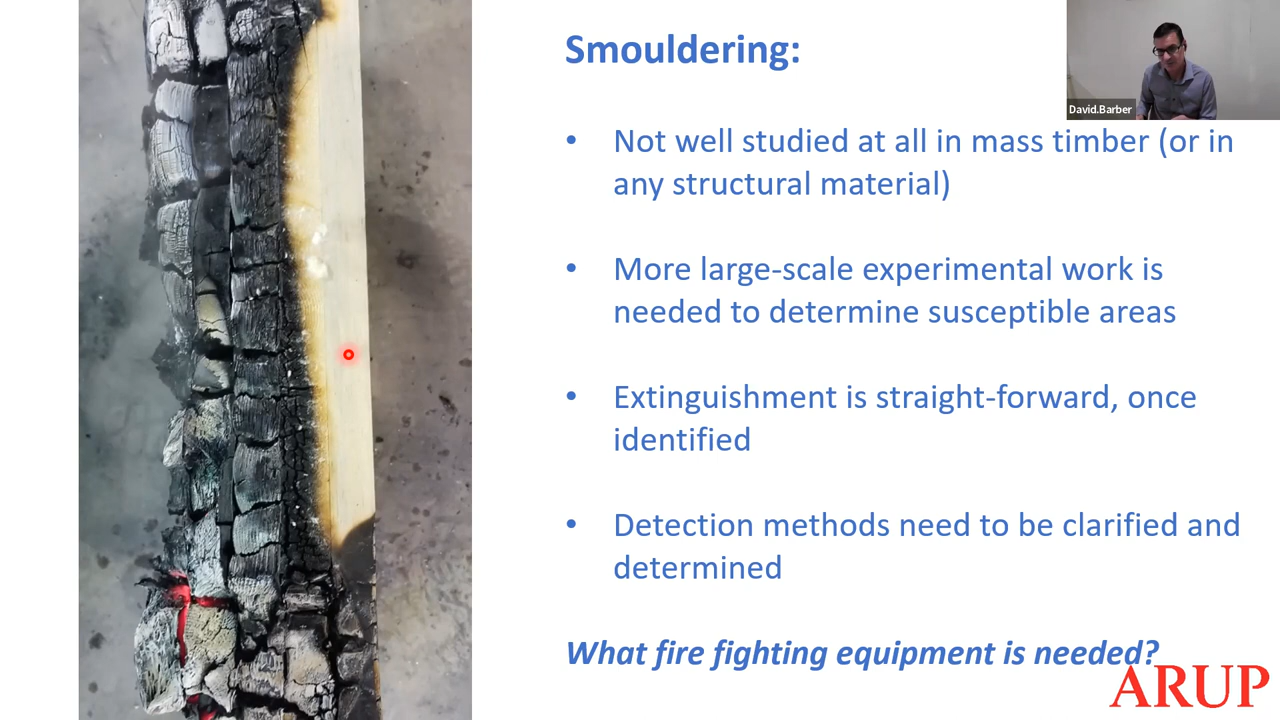 Smouldering:
David.Barber
• Not well studied at all in mass timber (or in
any structural material)
• More large-scale experimental work is
needed to determine susceptible areas
• Extinguishment is straight-forward, once
identified
• Detection methods need to be clarified and
determined
What fire fighting equipment is needed?
ARUP